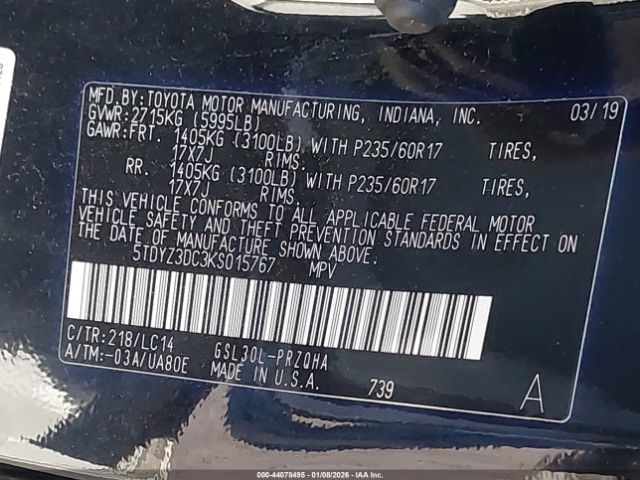 MFD.BY:TOYOTA MOTOR MANUFACTURING, INDIANA, INC. 03/19
GVWR:2715KG (5995LB)
GAWR:FRT. 1405KG (3100LB) WITH P235/60R17 TIRES,
17X7J RIMS.
RR. 1405KG (3100LB) WITH P235/60R17 TIRES,
17X7J RIMS.
THIS VEHICLE CONFORMS TO ALL APPLICABLE FEDERAL MOTOR
VEHICLE SAFETY AND THEFT PREVENTION STANDARDS IN EFFECT ON
THE DATE OF MANUFACTURE SHOWN ABOVE.
5TDYZ3DC3KS015767 MPV
C/TR:218/LC14 GSL30L-PRZQHA
A/TM:-03A/UA80E MADE IN U.S.A. 739 A
000-44078495 - 01/08/2026 - IAAI.COM